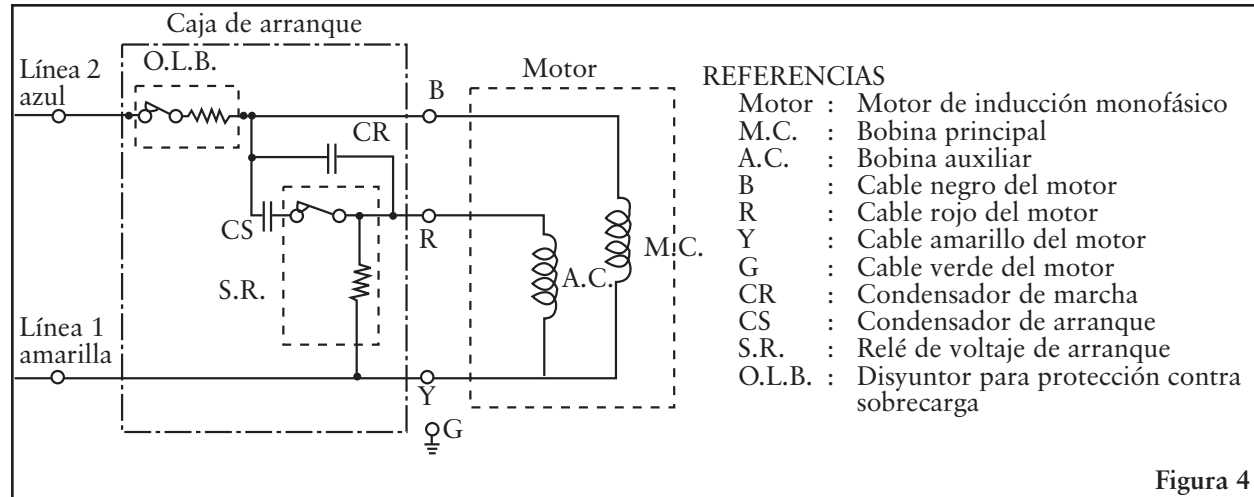 Caja de arranque
Línea 2
azul
O.L.B.
B
CR
CS
R
S.R.
Línea 1
amarilla
Y
G
Motor
A.C.
M.C.
REFERENCIAS
Motor : Motor de inducción monofásico
M.C. : Bobina principal
A.C. : Bobina auxiliar
B : Cable negro del motor
R : Cable rojo del motor
Y : Cable amarillo del motor
G : Cable verde del motor
CR : Condensador de marcha
CS : Condensador de arranque
S.R. : Relé de voltaje de arranque
O.L.B. : Disyuntor para protección contra
sobrecarga
Figura 4